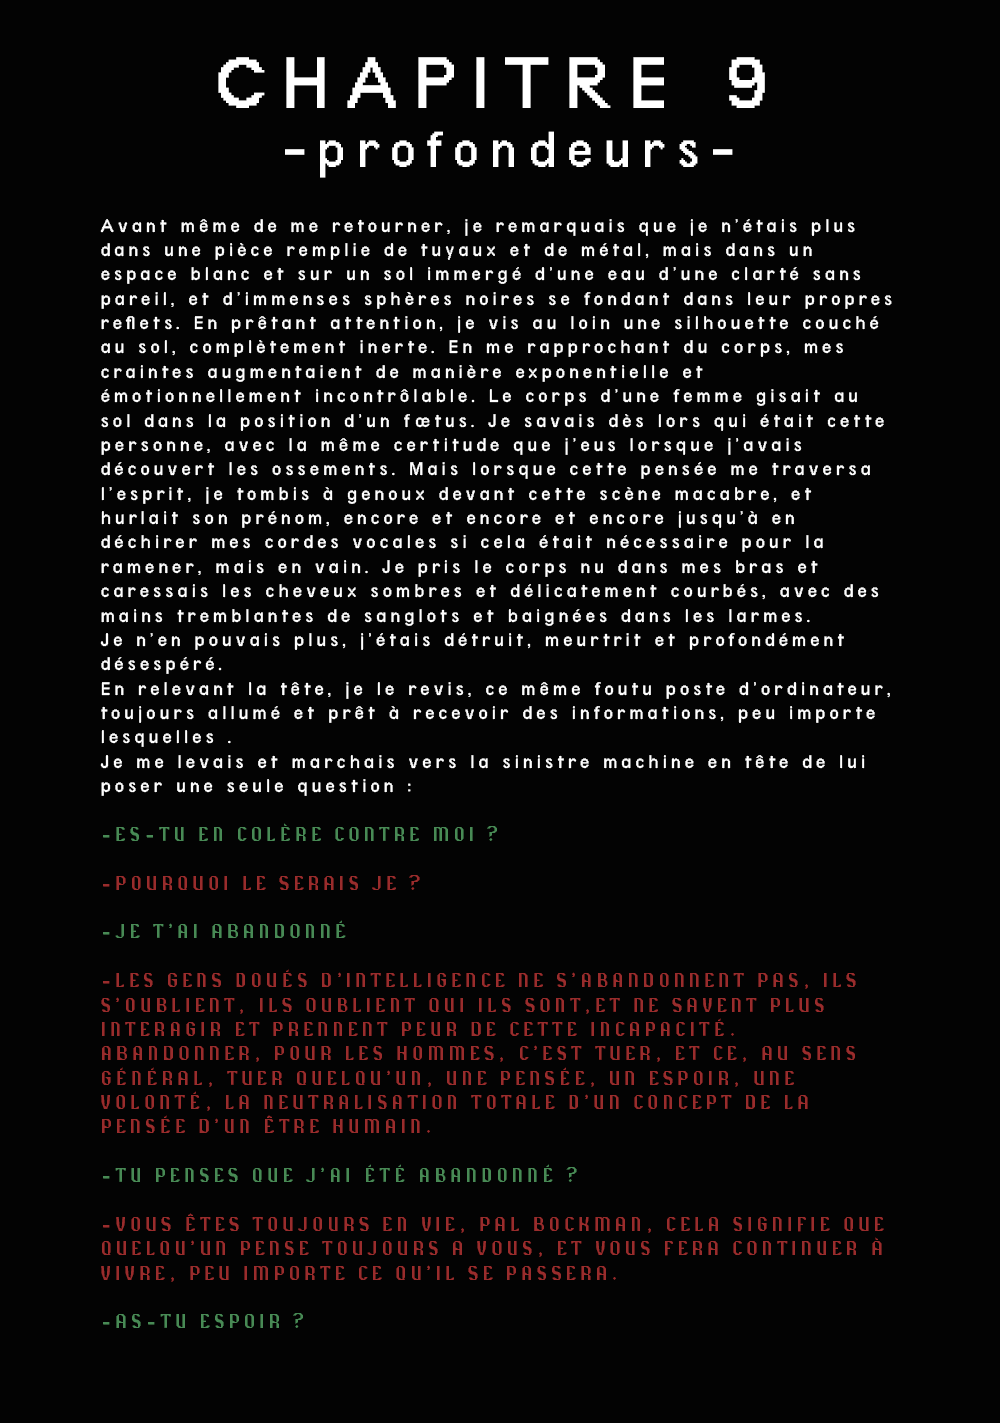 CHAPITRE 9
-profondeurs-
Avant même de me retourner, je remarquais que je n'étais plus
dans une pièce remplie de tuyaux et de métal, mais dans un
espace blanc et sur un sol immergé d'une eau d'une clarté sans
pareil, et d'immenses sphères noires se fondant dans leur propres
reflets. En prêtant attention, je vis au loin une silhouette couché
au sol, complètement inerte. En me rapprochant du corps, mes
craintes augmentaient de manière exponentielle et
émotionnellement incontrôlable. Le corps d'une femme gisait au
sol dans la position d'un fœtus. Je savais dès lors qui était cette
personne, avec la même certitude que j'eus lorsque j'avais
découvert les ossements. Mais lorsque cette pensée me traversa
l'esprit, je tombis à genoux devant cette scène macabre, et
hurlait son prénom, encore et encore et encore jusqu'à en
déchirer mes cordes vocales si cela était nécessaire pour la
ramener, mais en vain. Je pris le corps nu dans mes bras et
caressais les cheveux sombres et délicatement courbés, avec des
mains tremblantes de sanglots et baignées dans les larmes.
Je n'en pouvais plus, j'étais détruit, meurtrit et profondément
désespéré.
En relevant la tête, je le revis, ce même foutu poste d'ordinateur,
toujours allumé et prêt à recevoir des informations, peu importe
lesquelles .
Je me levais et marchais vers la sinistre machine en tête de lui
poser une seule question :
-ES-TU EN COLÈRE CONTRE MOI ?
-POURQUOI LE SERAIS JE ?
-JE T'AI ABANDONNÉ
-LES GENS DOUÉS D'INTELLIGENCE NE S'ABANDONNENT PAS, ILS
S'OUBLIENT, ILS OUBLIENT QUI ILS SONT,ET NE SAVENT PLUS
INTERAGIR ET PRENNENT PEUR DE CETTE INCAPACITÉ.
ABANDONNER, POUR LES HOMMES, C'EST TUER, ET CE, AU SENS
GÉNÉRAL, TUER QUELQU'UN, UNE PENSÉE, UN ESPOIR, UNE
VOLONTÉ, LA NEUTRALISATION TOTALE D'UN CONCEPT DE LA
PENSÉE D'UN ÊTRE HUMAIN.
-TU PENSES QUE J'AI ÉTÉ ABANDONNÉ ?
-VOUS ÊTES TOUJOURS EN VIE, PAL BOCKMAN, CELA SIGNIFIE QUE
QUELQU'UN PENSE TOUJOURS A VOUS, ET VOUS FERA CONTINUER À
VIVRE, PEU IMPORTE CE QU'IL SE PASSERA.
-AS-TU ESPOIR ?